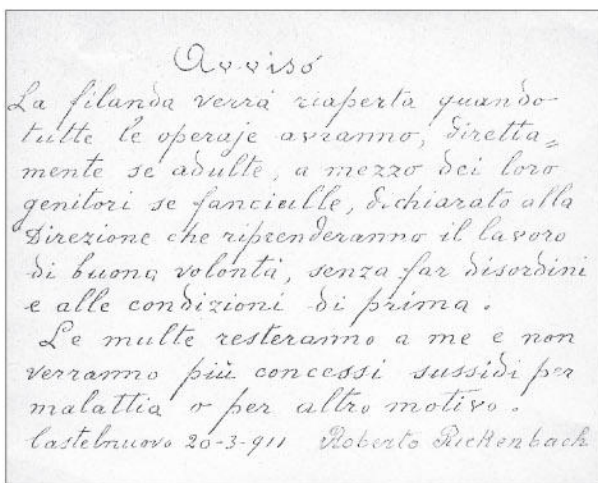 Avviso
La filanda verrà riaperta quando
tutte le operaje avranno, diretta=
mente se adulte, a mezzo dei loro
genitori se fanciulle, dichiarato alla
Direzione che riprenderanno il lavoro
di buona volontà, senza far disordini
e alle condizioni di prima.
Le multe resteranno a me e non
verranno più concessi sussidi per
malattia o per altro motivo.
Castelnuovo 20-3-911 Roberto Rickenbach